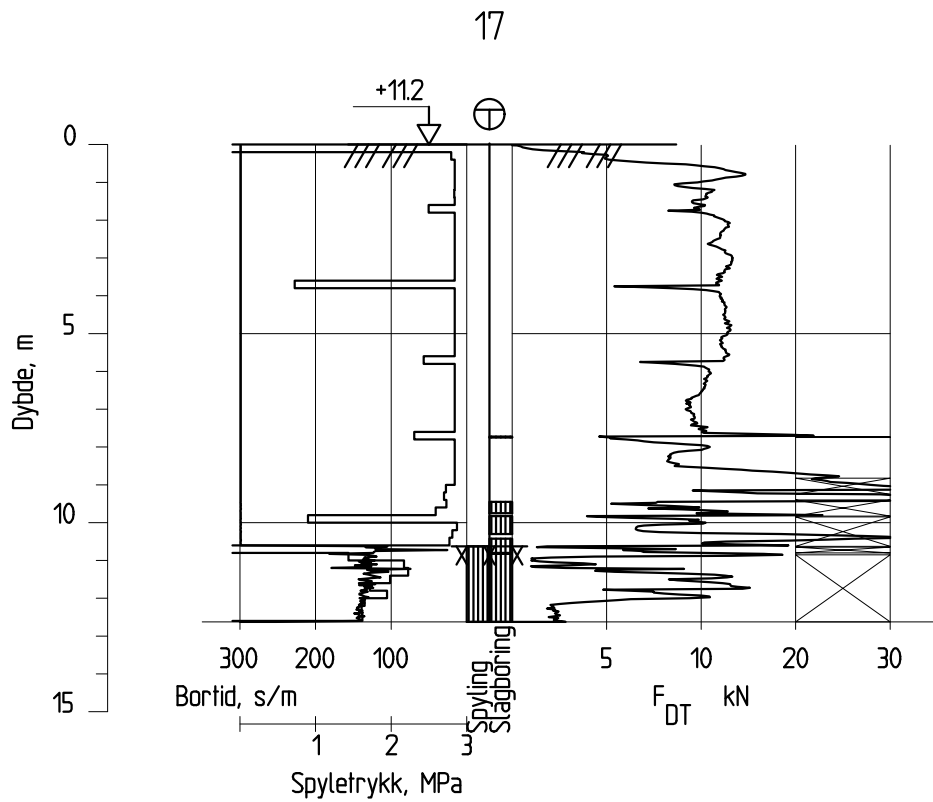 17
+11.2
0
5
10
15
Dybde, m
300 200 100
Bortid, s/m
1 2 3
Spyletrykk, MPa
Spyling
Slagboring
5 10 20 30
FDT kN